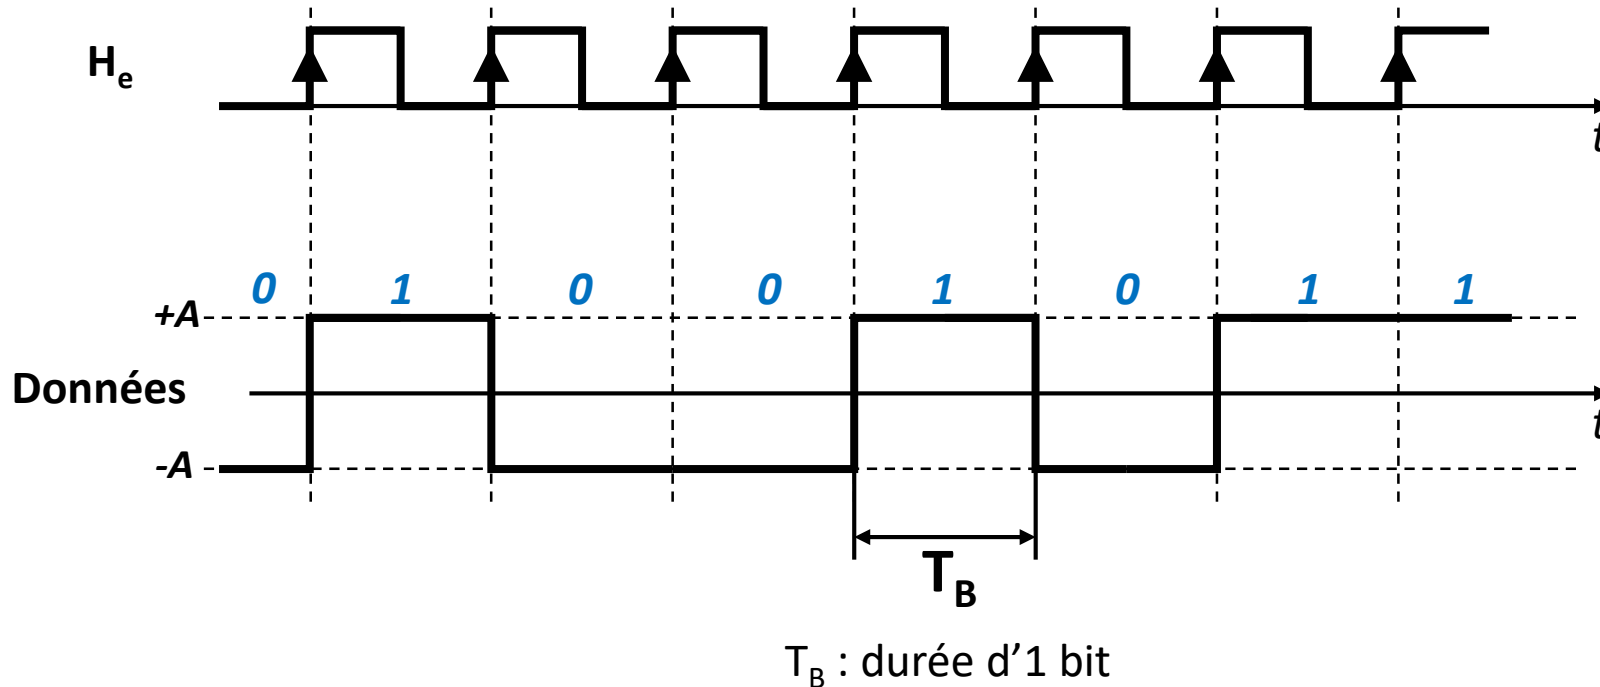 He
t
0 1 0 0 1 0 1 1
+A
Données
t
-A
TB
TB : durée d’1 bit